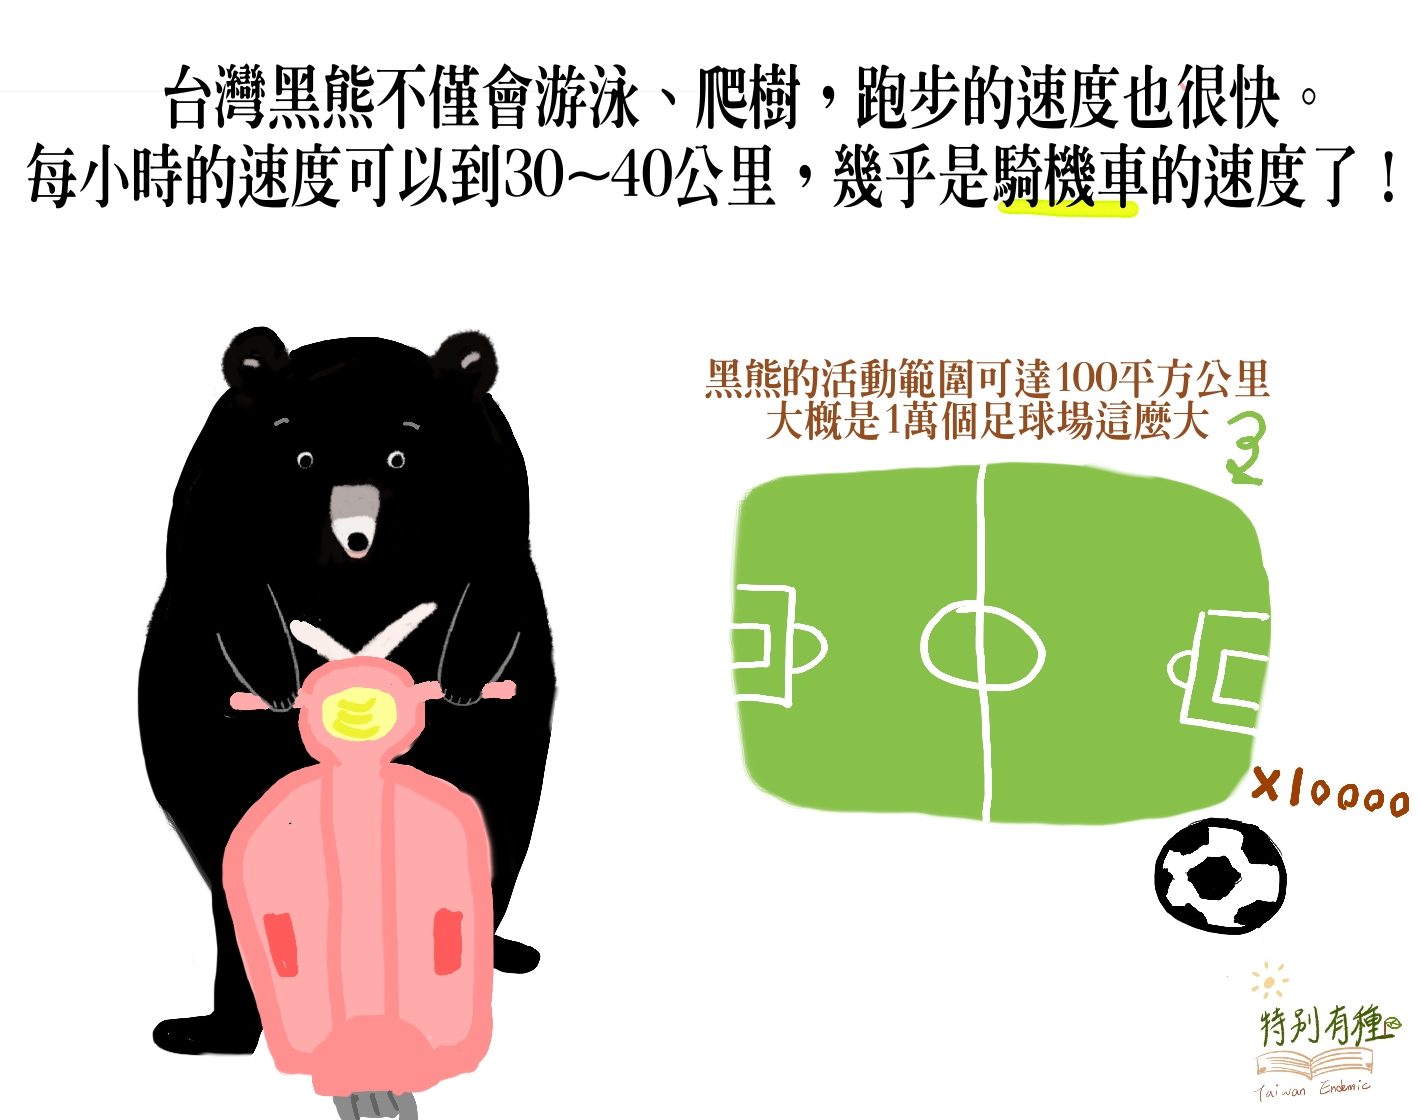 台灣黑熊不僅會游泳、爬樹，跑步的速度也很快。
每小時的速度可以到30～40公里，幾乎是騎機車的速度了！
黑熊的活動範圍可達100平方公里
大概是1萬個足球場這麼大
x10000
特別有種
Taiwan Endemic